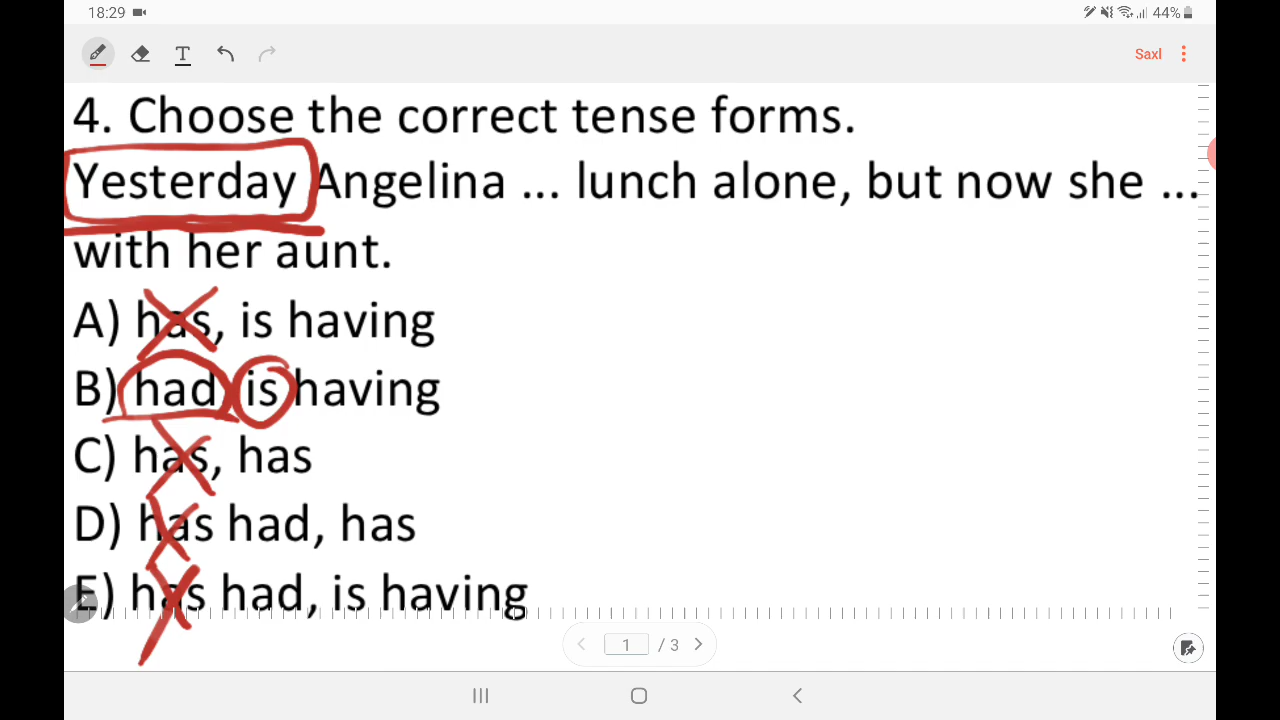 18:29
44%
T
Saxl
4. Choose the correct tense forms.
Yesterday Angelina ... lunch alone, but now she ...
with her aunt.
A) has, is having
B) had, is having
C) has, has
D) has had, has
E) has had, is having
1 / 3